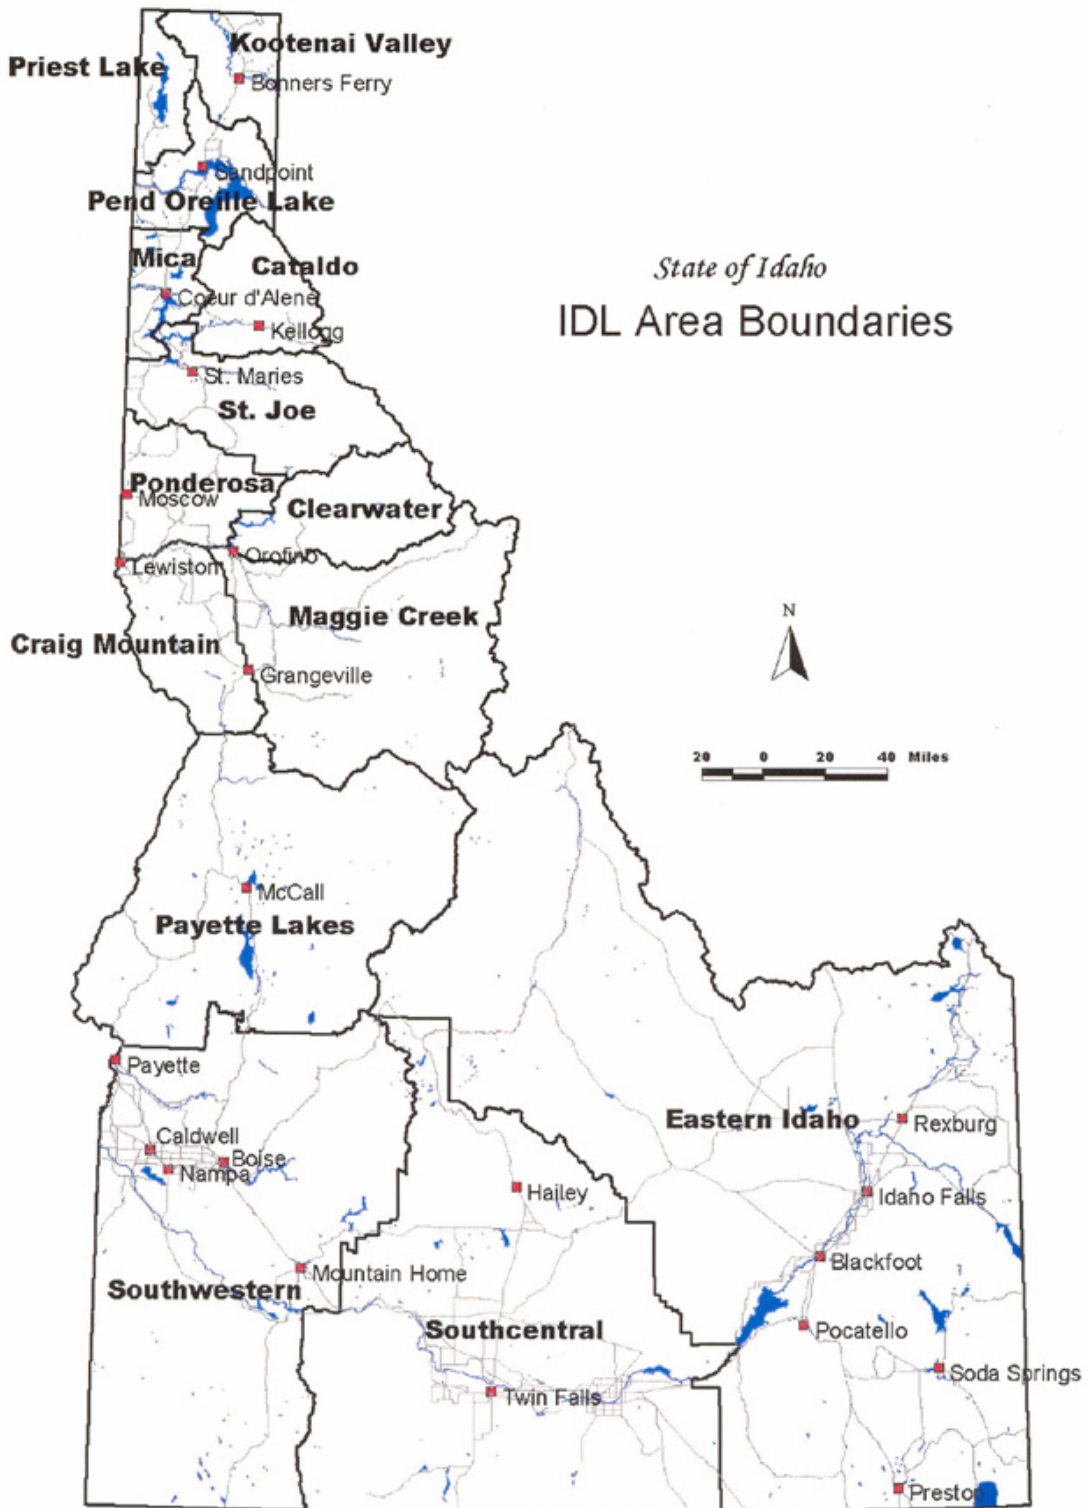 Kootenai Valley
Priest Lake
Bonners Ferry
Sandpoint
Pend Oreille Lake
Mica
Cataldo
State of Idaho
Coeur d'Alene
IDL Area Boundaries
Kellogg
St. Maries
St. Joe
Ponderosa
Moscow
Clearwater
Orofino
Lewistom
Maggie Creek
N
Craig Mountain
Grangeville
20 0 20 40 Miles
McCall
Payette Lakes
Payette
Eastern Idaho
Rexburg
Caldwell
Boise
Nampa
Hailey
Idaho Falls
Blackfoot
Mountain Home
Southwestern
Southcentral
Pocatello
Soda Springs
Twin Falls
Preston